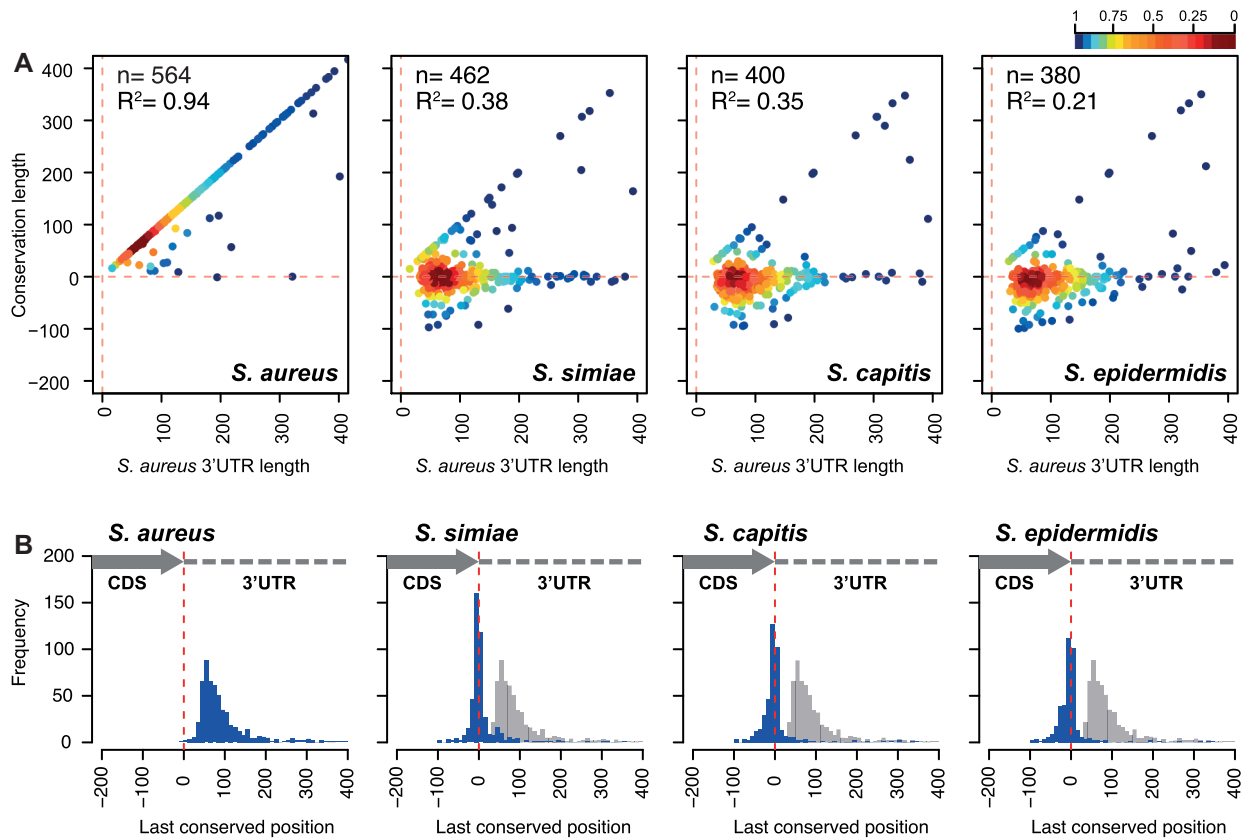 1 0.75 0.5 0.25 0
A
400
300
200
100
0
−100
−200
Conservation length
n= 564
R²= 0.94
S. aureus
0 100 200 300 400
S. aureus 3'UTR length
n= 462
R²= 0.38
S. simiae
0 100 200 300 400
S. aureus 3'UTR length
n= 400
R²= 0.35
S. capitis
0 100 200 300 400
S. aureus 3'UTR length
n= 380
R²= 0.21
S. epidermidis
0 100 200 300 400
S. aureus 3'UTR length
B
S. aureus
200
150
100
50
0
Frequency
CDS 3'UTR
−200 −100 0 100 200 300 400
Last conserved position
S. simiae
CDS 3'UTR
−200 −100 0 100 200 300 400
Last conserved position
S. capitis
CDS 3'UTR
−200 −100 0 100 200 300 400
Last conserved position
S. epidermidis
CDS 3'UTR
−200 −100 0 100 200 300 400
Last conserved position